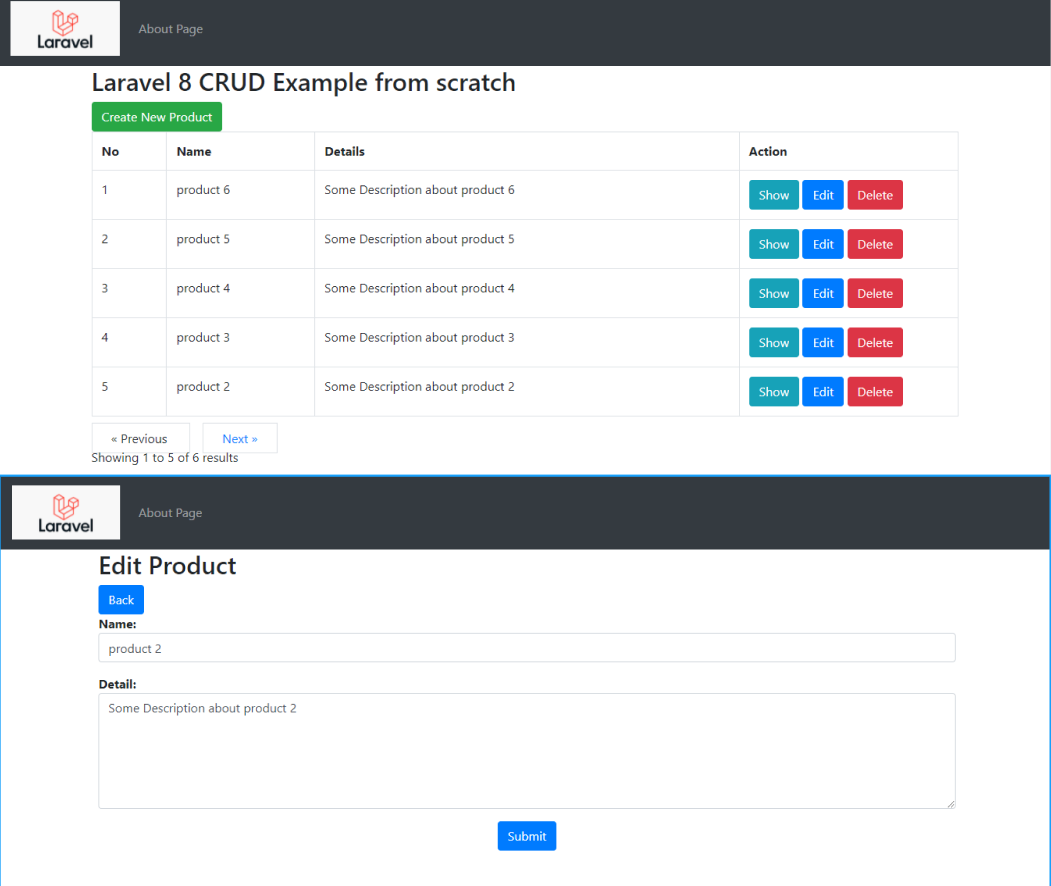 Laravel About Page
Laravel 8 CRUD Example from scratch
Create New Product
No Name Details Action
1 product 6 Some Description about product 6 Show Edit Delete
2 product 5 Some Description about product 5 Show Edit Delete
3 product 4 Some Description about product 4 Show Edit Delete
4 product 3 Some Description about product 3 Show Edit Delete
5 product 2 Some Description about product 2 Show Edit Delete
« Previous Next »
Showing 1 to 5 of 6 results
Laravel About Page
Edit Product
Back
Name:
product 2
Detail:
Some Description about product 2
Submit